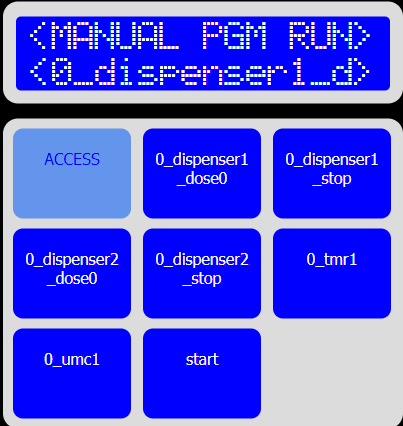 <MANUAL PGM RUN>
<0_dispenser1_d>
ACCESS
0_dispenser1
_dose0
0_dispenser1
_stop
0_dispenser2
_dose0
0_dispenser2
_stop
0_tmr1
0_umc1
start